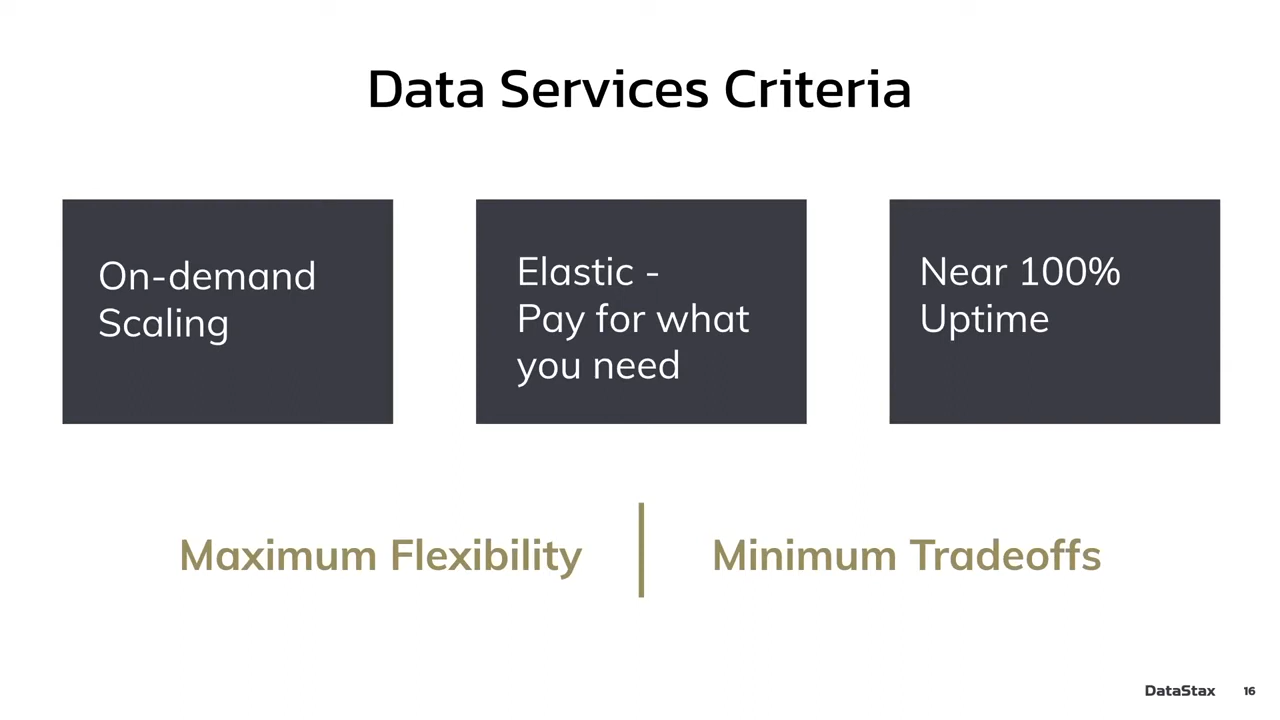 Data Services Criteria
On-demand
Scaling
Elastic -
Pay for what
you need
Near 100%
Uptime
Maximum Flexibility
Minimum Tradeoffs
DataStax 16